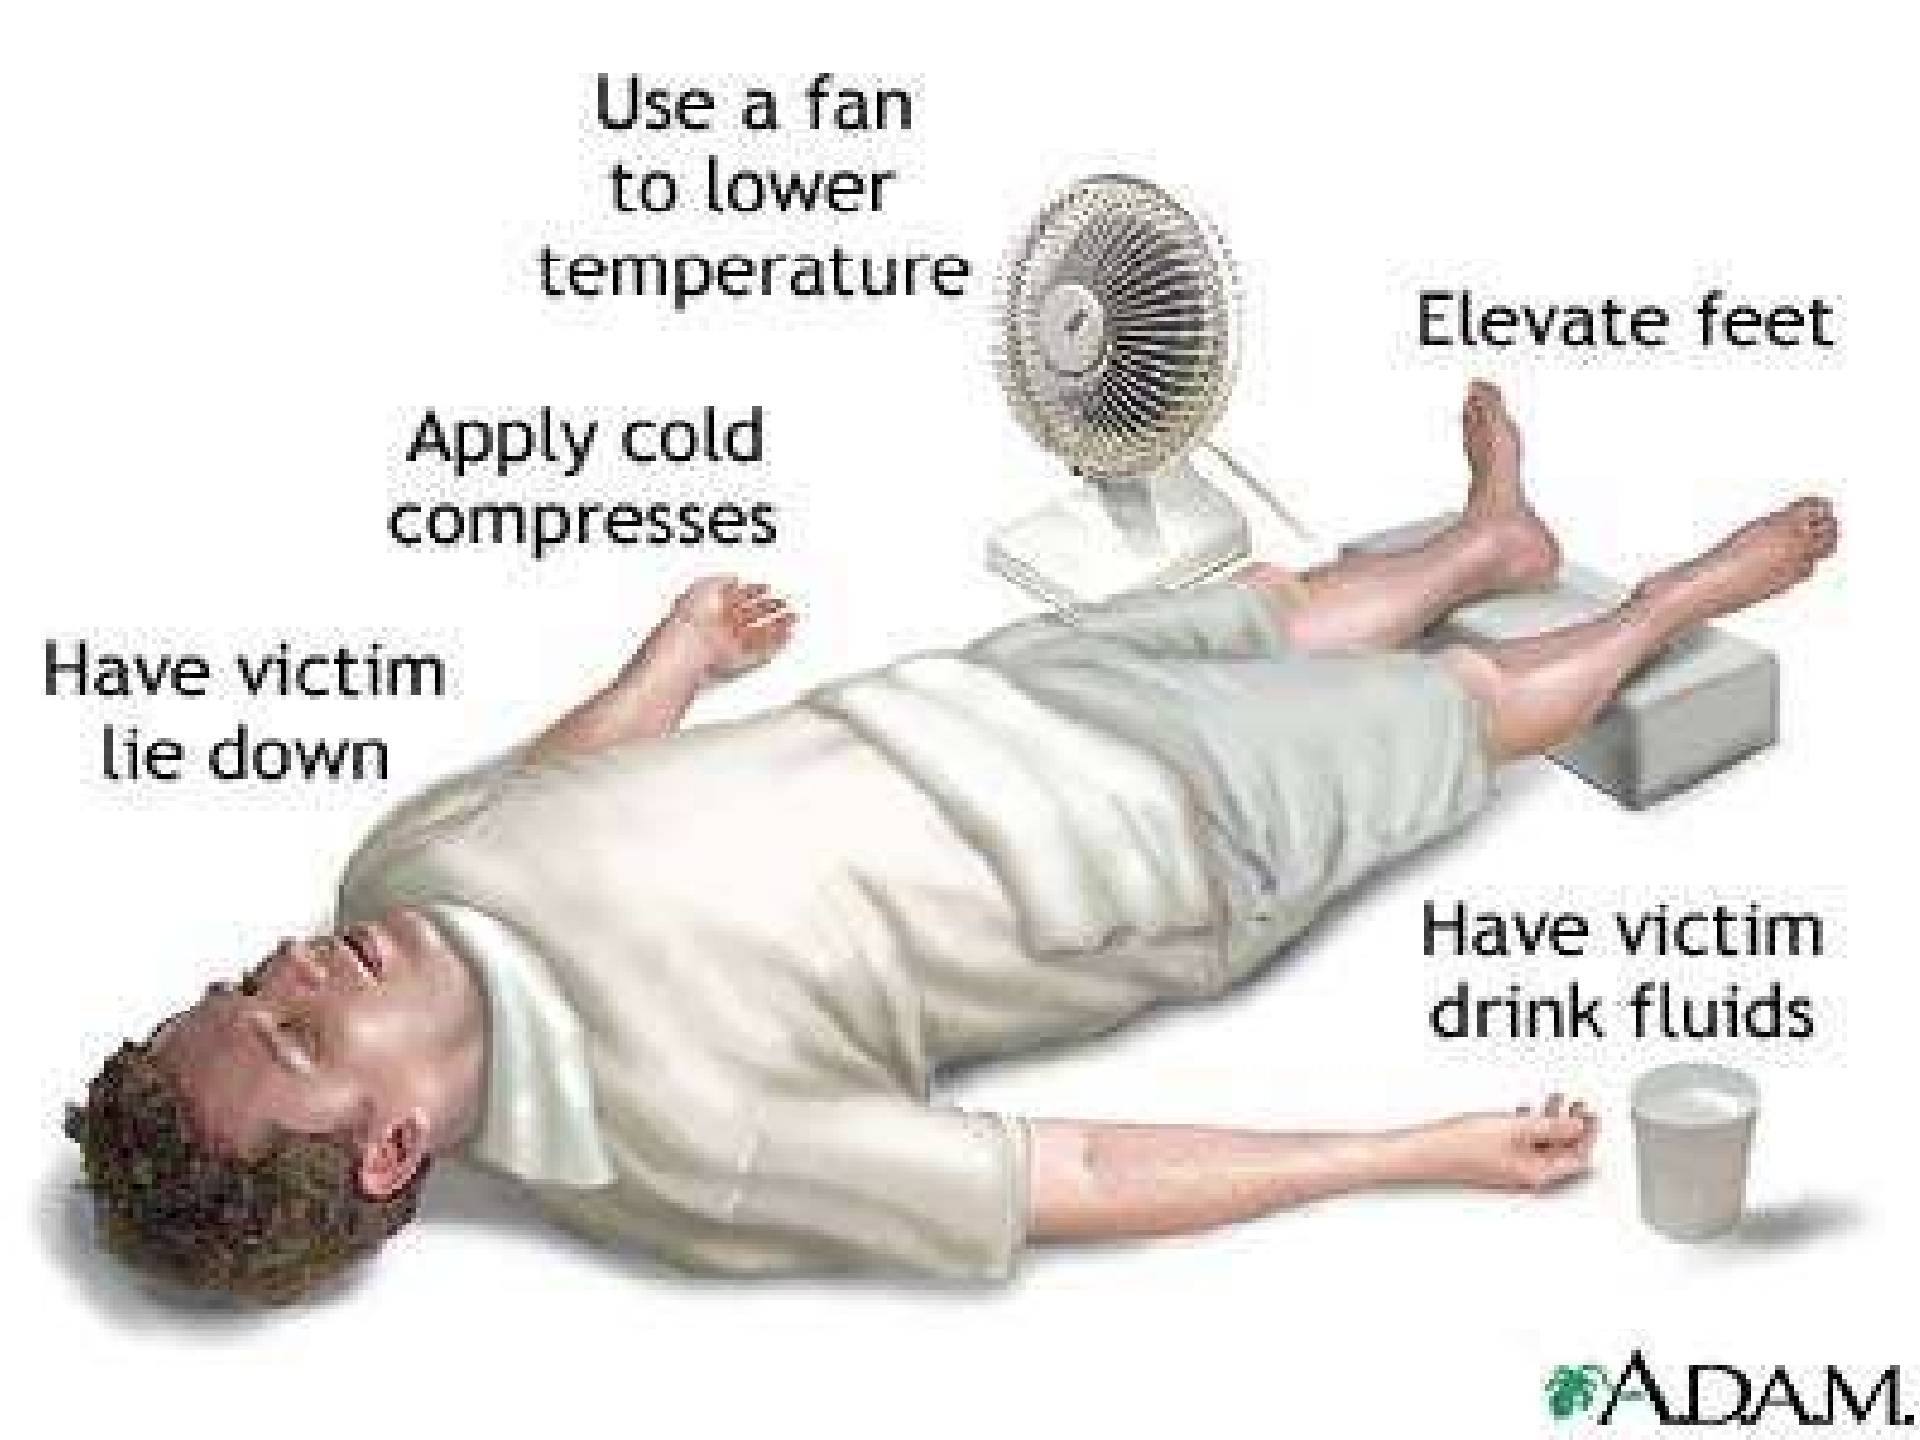 Use a fan
to lower
temperature
Elevate feet
Apply cold
compresses
Have victim
lie down
Have victim
drink fluids
A.D.A.M.